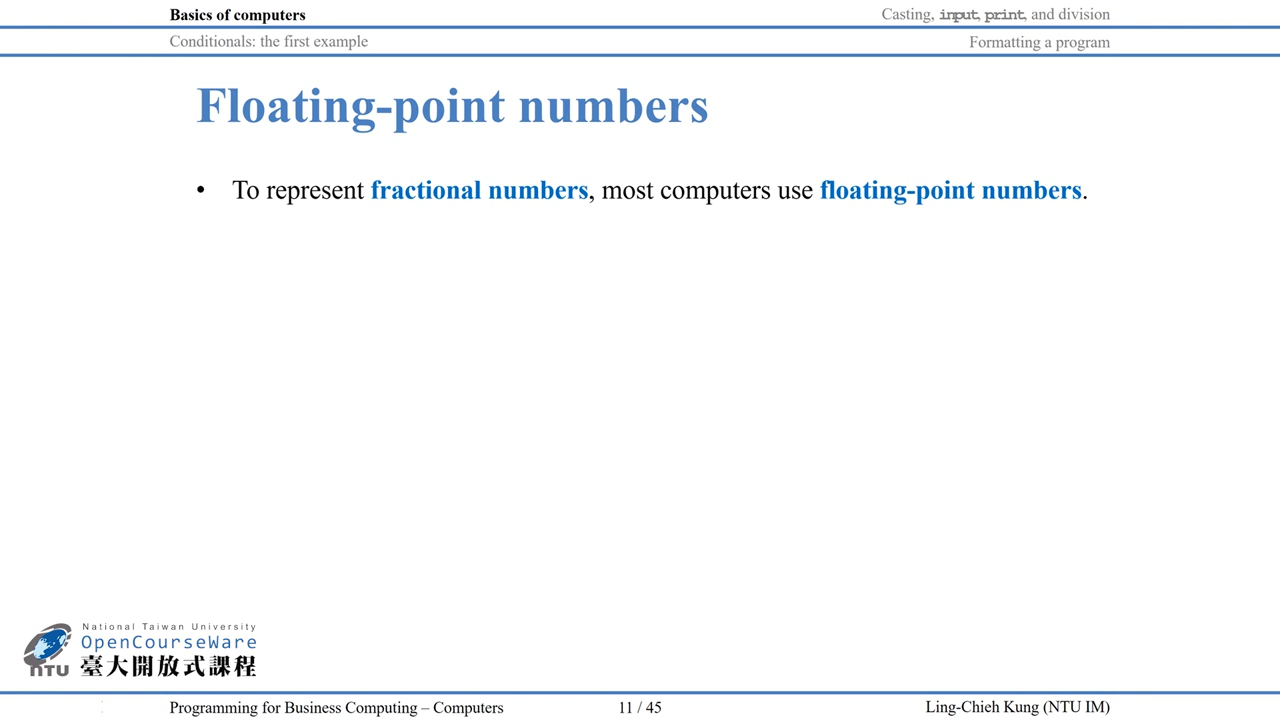 Basics of computers
Casting, input, print, and division
Conditionals: the first example
Formatting a program
Floating-point numbers
• To represent fractional numbers, most computers use floating-point numbers.
National Taiwan University
OpenCourseWare
NTU 臺大開放式課程
Programming for Business Computing – Computers
11 / 45
Ling-Chieh Kung (NTU IM)